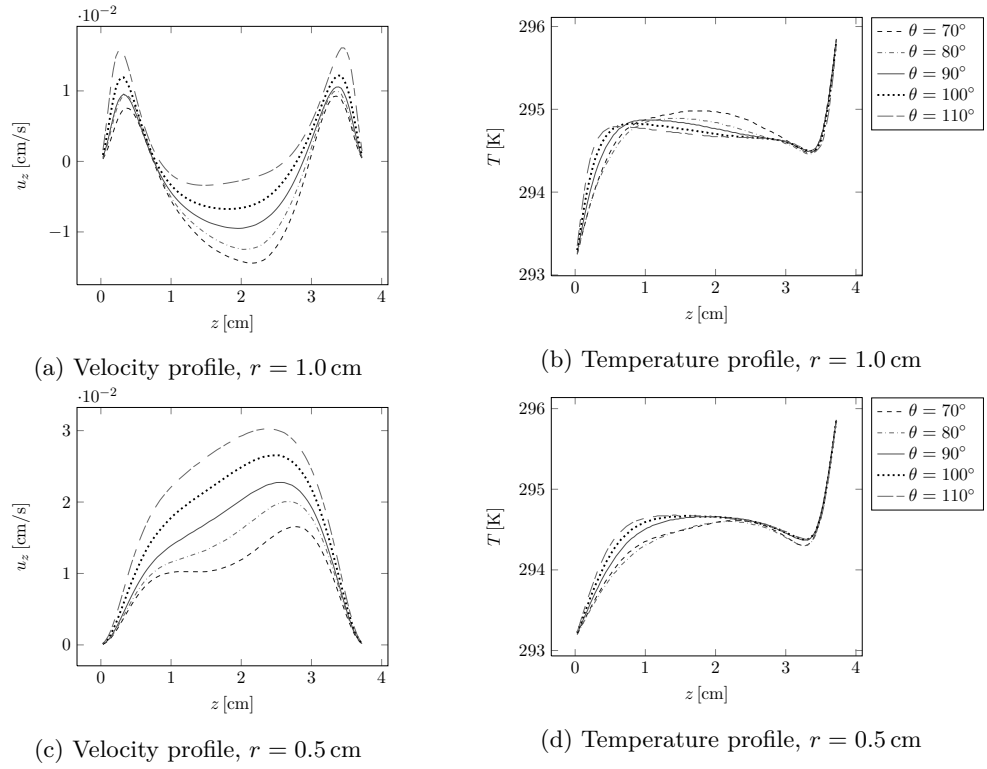 ·10⁻²
1
0
−1
u_z [cm/s]
0 1 2 3 4
z [cm]
(a) Velocity profile, r = 1.0 cm
296
295
294
293
T [K]
0 1 2 3 4
z [cm]
θ = 70°
θ = 80°
θ = 90°
θ = 100°
θ = 110°
(b) Temperature profile, r = 1.0 cm
·10⁻²
3
2
1
0
u_z [cm/s]
0 1 2 3 4
z [cm]
(c) Velocity profile, r = 0.5 cm
296
295
294
293
T [K]
0 1 2 3 4
z [cm]
θ = 70°
θ = 80°
θ = 90°
θ = 100°
θ = 110°
(d) Temperature profile, r = 0.5 cm